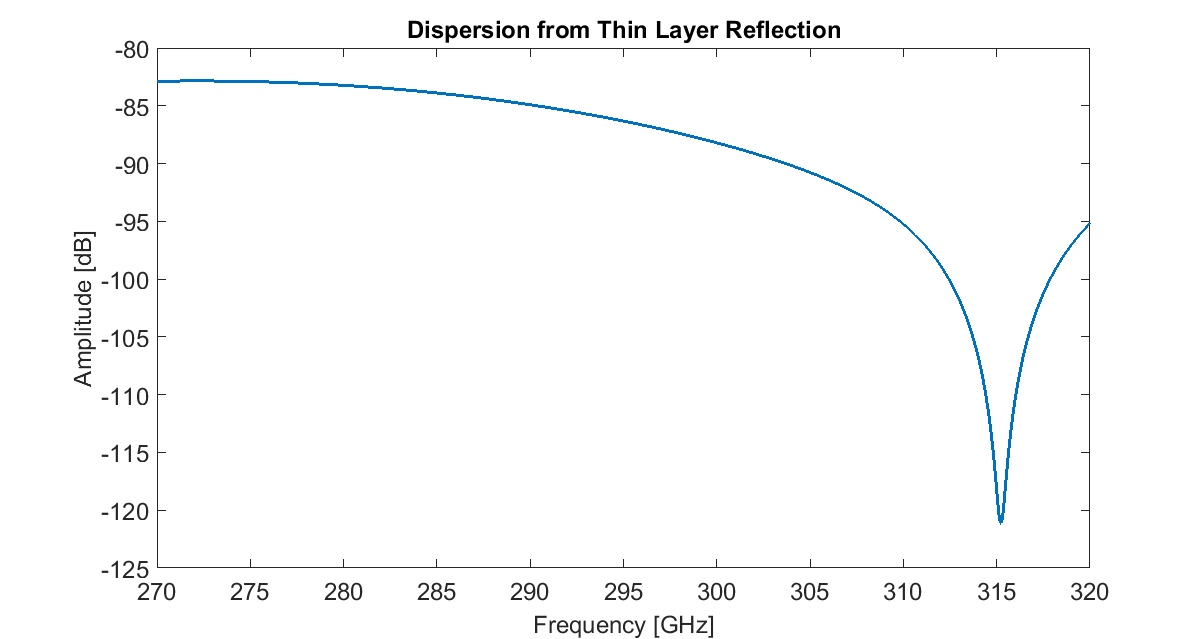 Dispersion from Thin Layer Reflection
Amplitude [dB]
-80
-85
-90
-95
-100
-105
-110
-115
-120
-125
270 275 280 285 290 295 300 305 310 315 320
Frequency [GHz]